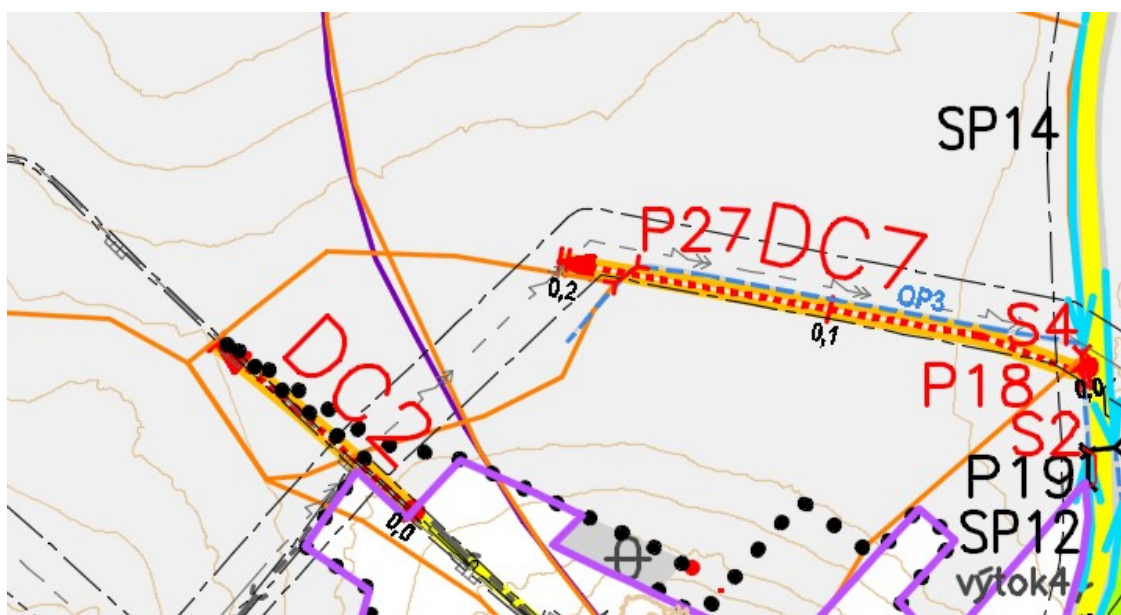 SP14
P27
DC7
0,2
OP3
0,1
S4
DC2
P18
0,0
S2
P19
0,0
SP12
0
výtok4